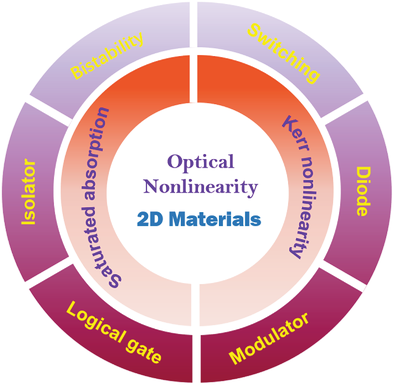 Bistability
Switching
Isolator
Saturated absorption
Optical
Nonlinearity
2D Materials
Kerr nonlinearity
Diode
Logical gate
Modulator